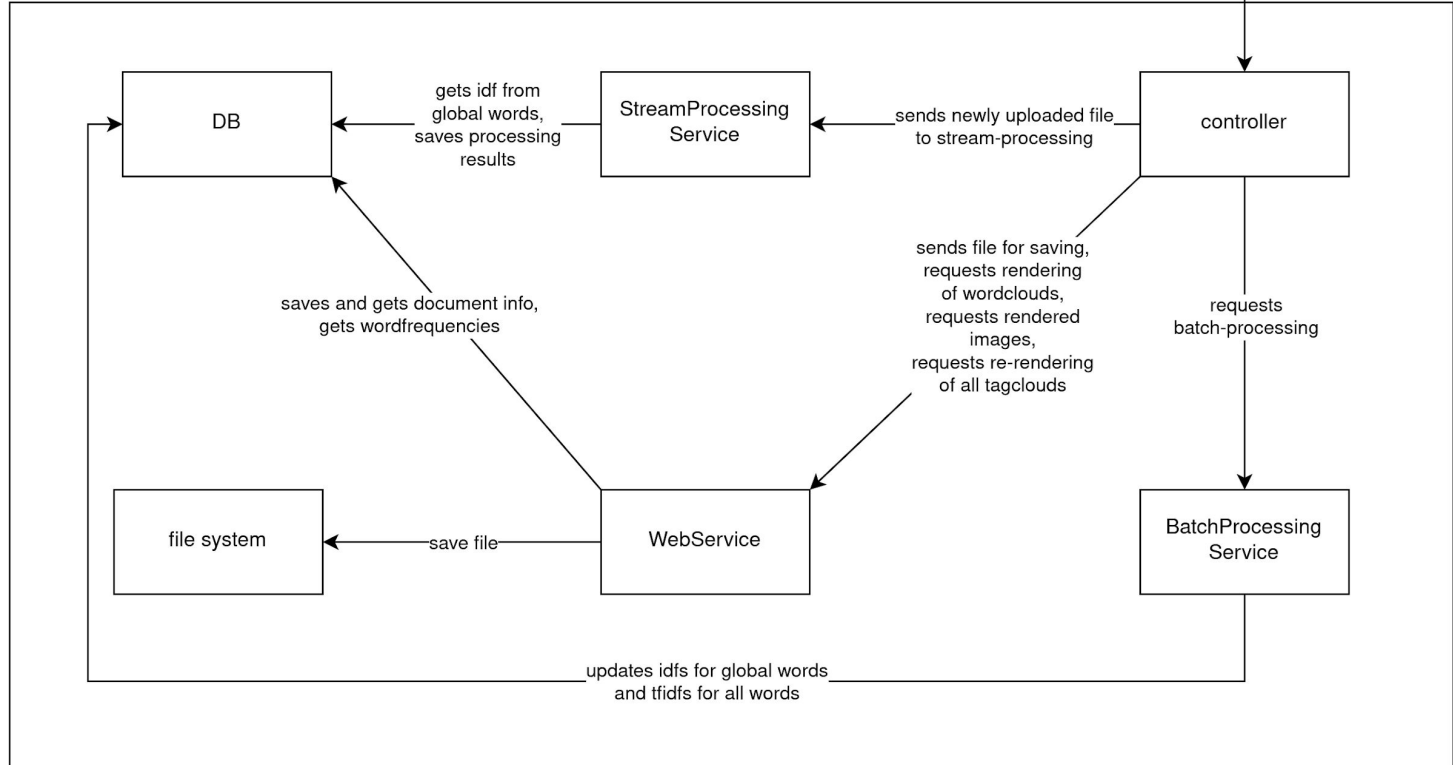 DB
gets idf from
global words,
saves processing
results
StreamProcessing
Service
sends newly uploaded file
to stream-processing
controller
saves and gets document info,
gets wordfrequencies
sends file for saving,
requests rendering
of wordclouds,
requests rendered
images,
requests re-rendering
of all tagclouds
requests
batch-processing
file system
save file
WebService
BatchProcessing
Service
updates idfs for global words
and tfidfs for all words